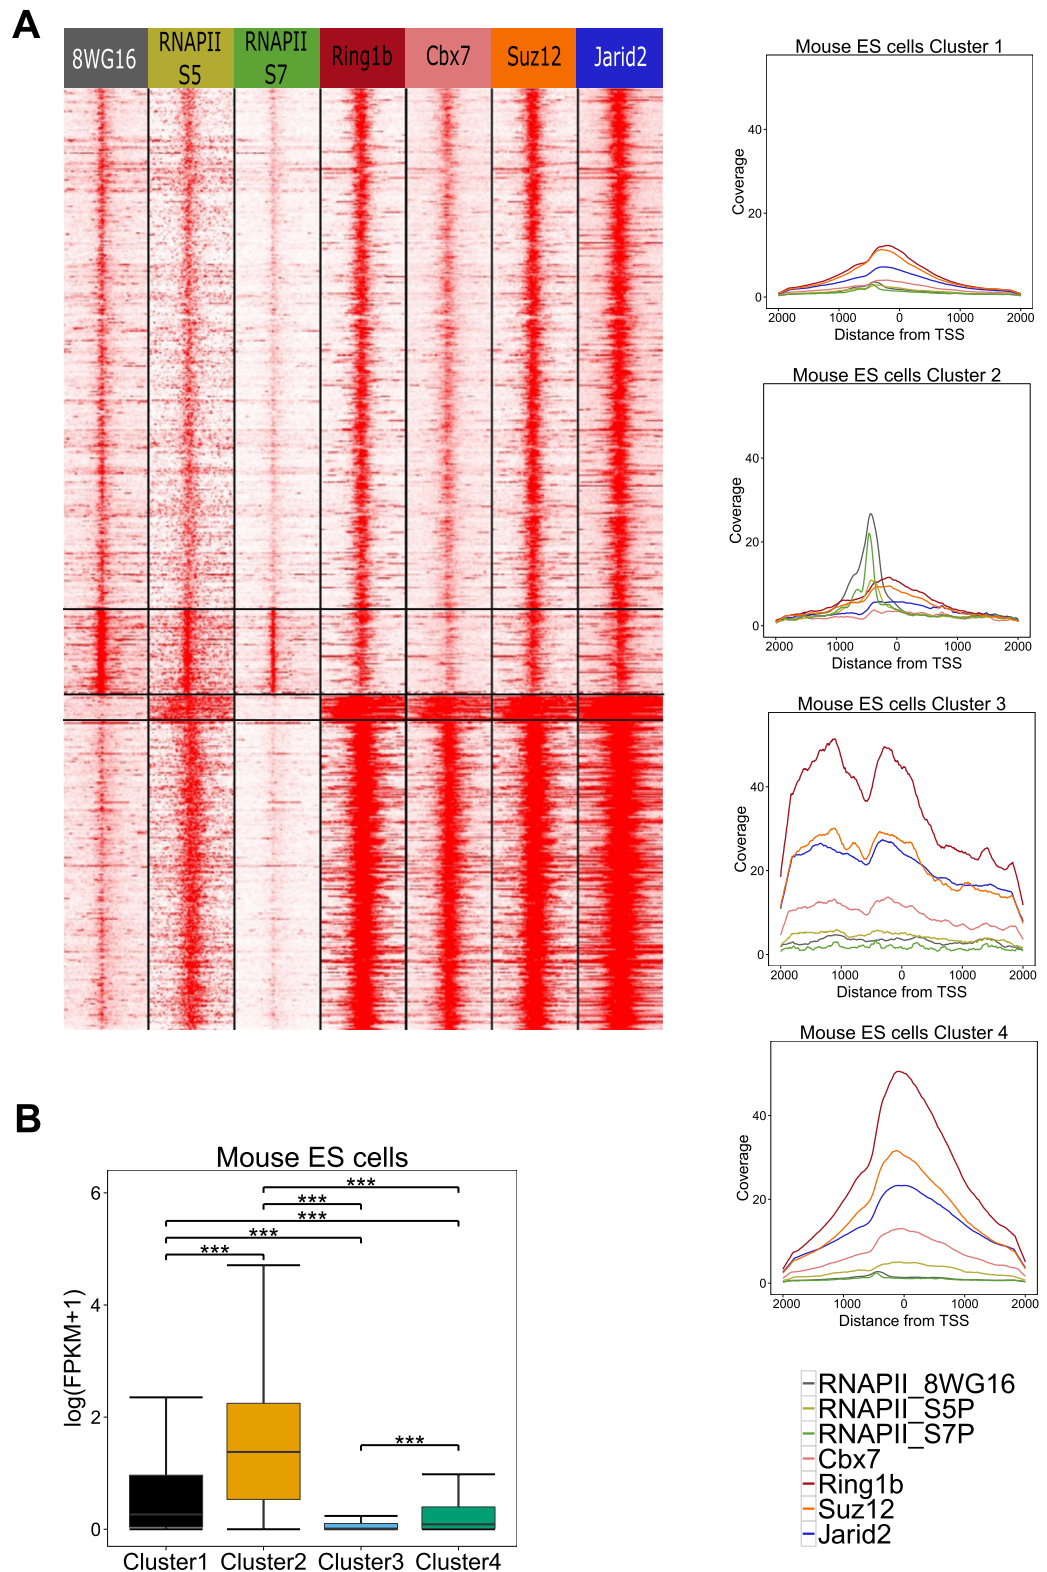 A
8WG16
RNAPII
S5
RNAPII
S7
Ring1b
Cbx7
Suz12
Jarid2
Mouse ES cells Cluster 1
Coverage
40
20
0
2000 1000 0 1000 2000
Distance from TSS
Mouse ES cells Cluster 2
Coverage
40
20
0
2000 1000 0 1000 2000
Distance from TSS
Mouse ES cells Cluster 3
Coverage
40
20
0
2000 1000 0 1000 2000
Distance from TSS
Mouse ES cells Cluster 4
Coverage
40
20
0
2000 1000 0 1000 2000
Distance from TSS
RNAPII_8WG16
RNAPII_S5P
RNAPII_S7P
Cbx7
Ring1b
Suz12
Jarid2
B
Mouse ES cells
log(FPKM+1)
6
4
2
0
***
***
***
***
***
***
Cluster1 Cluster2 Cluster3 Cluster4